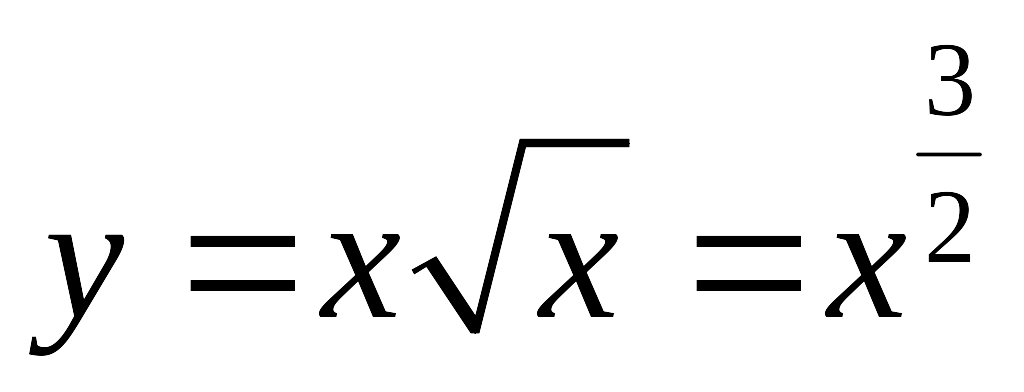 y = x√x = x^(3/2)